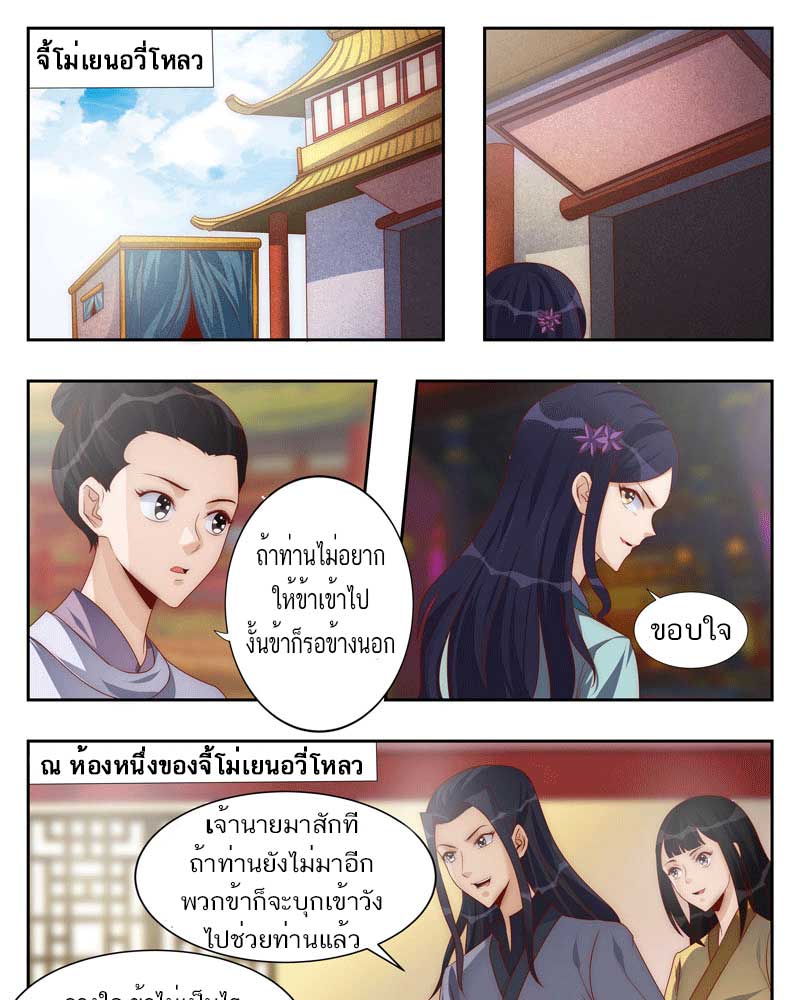 จี้โม่เยนอวี่โหลว
ถ้าท่านไม่อยาก
ให้ข้าเข้าไป
งั้นข้าก็รอข้างนอก
ขอบใจ
ณ ห้องหนึ่งของจี้โม่เยนอวี่โหลว
เจ้านายมาสักที
ถ้าท่านยังไม่มาอีก
พวกข้าก็จะบุกเข้าวัง
ไปช่วยท่านแล้ว